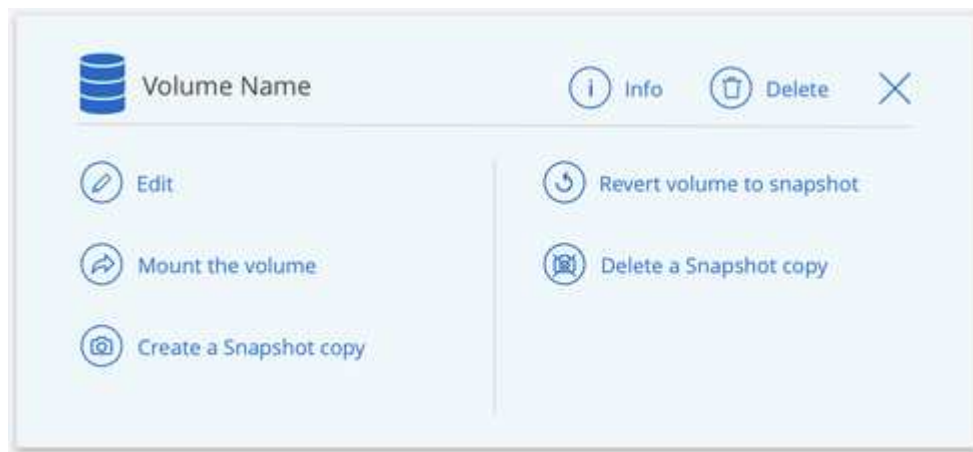 Volume Name
Info
Delete
Edit
Revert volume to snapshot
Mount the volume
Delete a Snapshot copy
Create a Snapshot copy